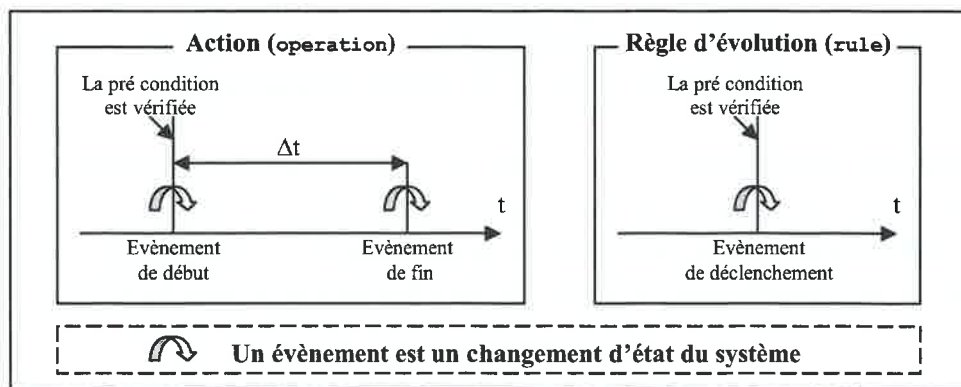 Action (operation)
La pré condition
est vérifiée
Δt
t
Evènement
de début
Evènement
de fin
Règle d'évolution (rule)
La pré condition
est vérifiée
t
Evènement
de déclenchement
Un évènement est un changement d'état du système